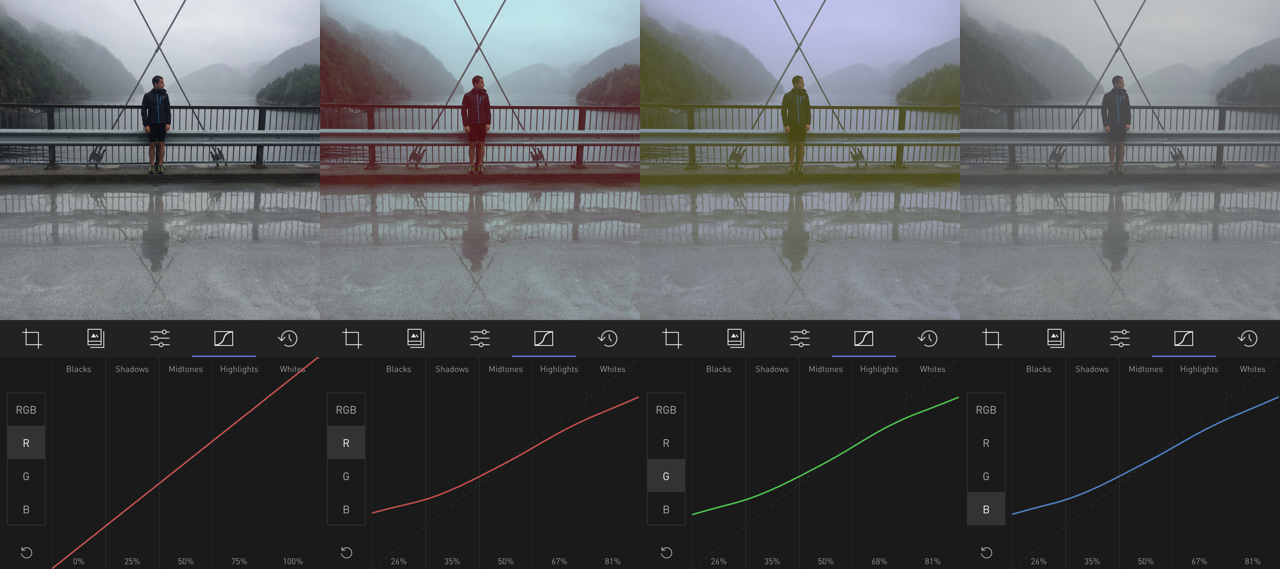 Blacks Shadows Midtones Highlights Whites
RGB
R
G
B
0% 25% 50% 75% 100%
Blacks Shadows Midtones Highlights Whites
RGB
R
G
B
26% 35% 50% 67% 81%
Blacks Shadows Midtones Highlights Whites
RGB
R
G
B
26% 35% 50% 68% 81%
Blacks Shadows Midtones Highlights Whites
RGB
R
G
B
26% 35% 50% 67% 81%